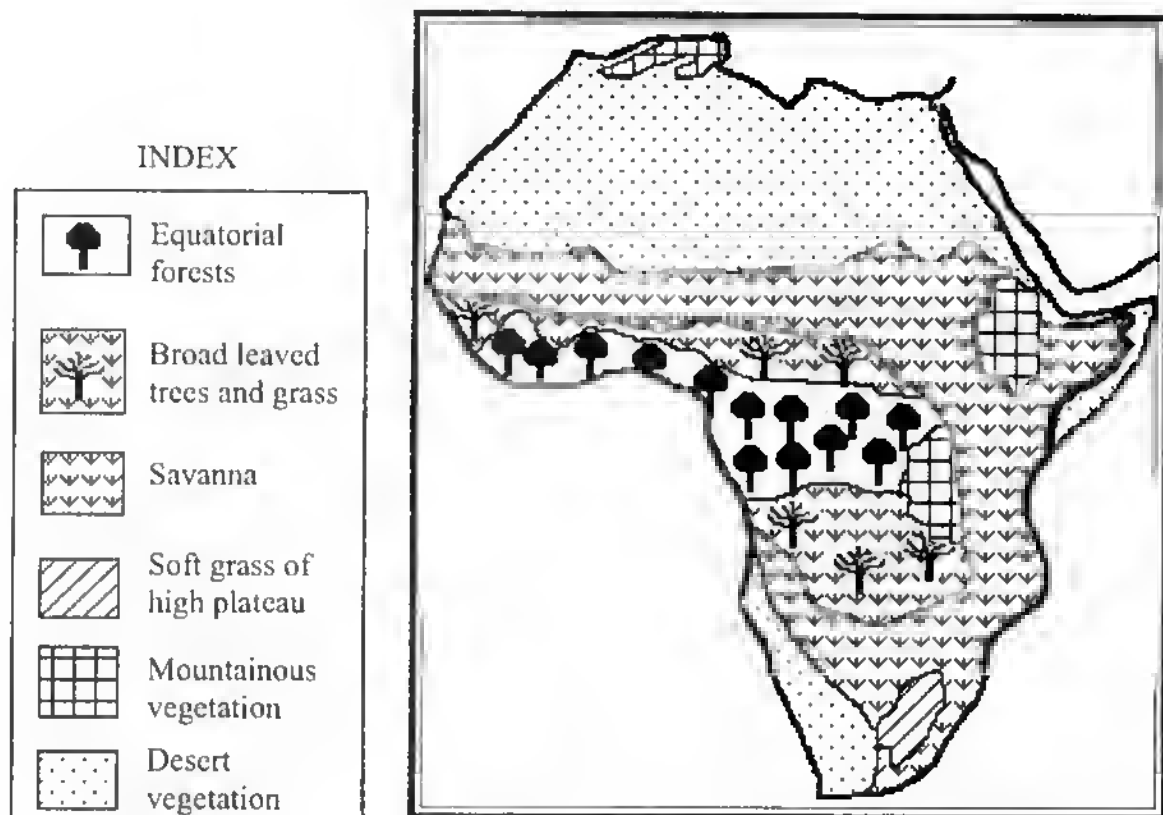 INDEX
Equatorial
forests
Broad leaved
trees and grass
Savanna
Soft grass of
high plateau
Mountainous
vegetation
Desert
vegetation